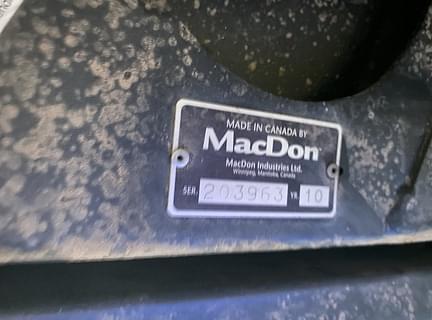 MADE IN CANADA BY
MacDon
MacDon Industries Ltd.
Winnipeg, Manitoba, Canada
SER. 203963 YR. 10